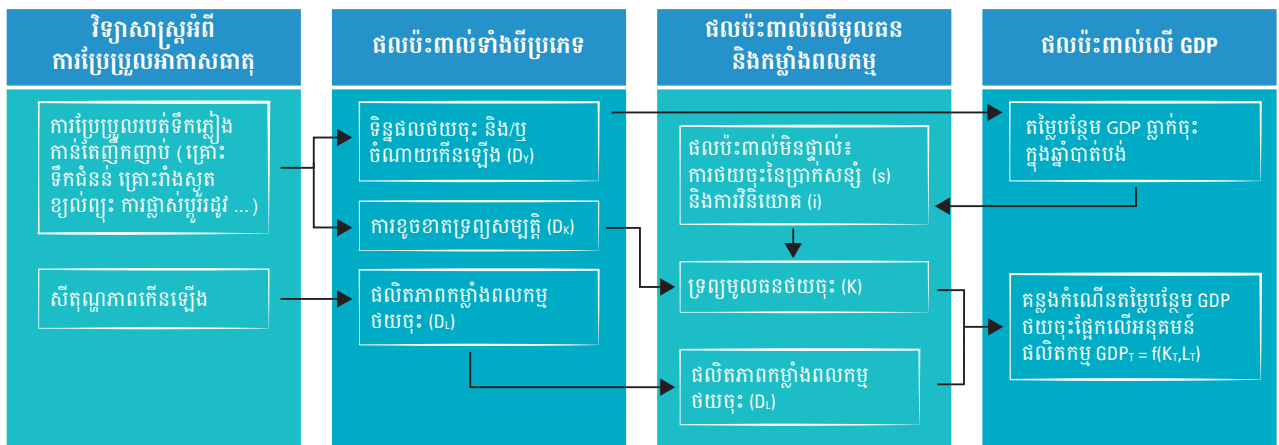 វិទ្យាសាស្ត្រអំពី
ការប្រែប្រួលអាកាសធាតុ
ការប្រែប្រួលរបត់ទឹកភ្លៀង
កាន់តែញឹកញាប់ (គ្រោះ
ទឹកជំនន់ គ្រោះរាំងស្ងួត
ខ្យល់ព្យុះ ការផ្លាស់ប្តូររដូវ ...)
សីតុណ្ហភាពកើនឡើង
ផលប៉ះពាល់ទាំងបីប្រភេទ
ទិន្នផលថយចុះ និង/ឬ
ចំណាយកើនឡើង (Dᵧ)
ការខូចខាតទ្រព្យសម្បត្តិ (Dₖ)
ផលិតភាពកម្លាំងពលកម្ម
ថយចុះ (Dₗ)
ផលប៉ះពាល់លើមូលធន
និងកម្លាំងពលកម្ម
ផលប៉ះពាល់មិនផ្ទាល់៖
ការថយចុះនៃប្រាក់សន្សំ (s)
និងការវិនិយោគ (i)
ទ្រព្យមូលធនថយចុះ (K)
ផលិតភាពកម្លាំងពលកម្ម
ថយចុះ (Dₗ)
ផលប៉ះពាល់លើ GDP
តម្លៃបន្ថែម GDP ធ្លាក់ចុះ
ក្នុងឆ្នាំបាត់បង់
គន្លងកំណើនតម្លៃបន្ថែម GDP
ថយចុះផ្អែកលើអនុគមន៍
ផលិតកម្ម GDPₜ = f(Kₜ,Lₜ)